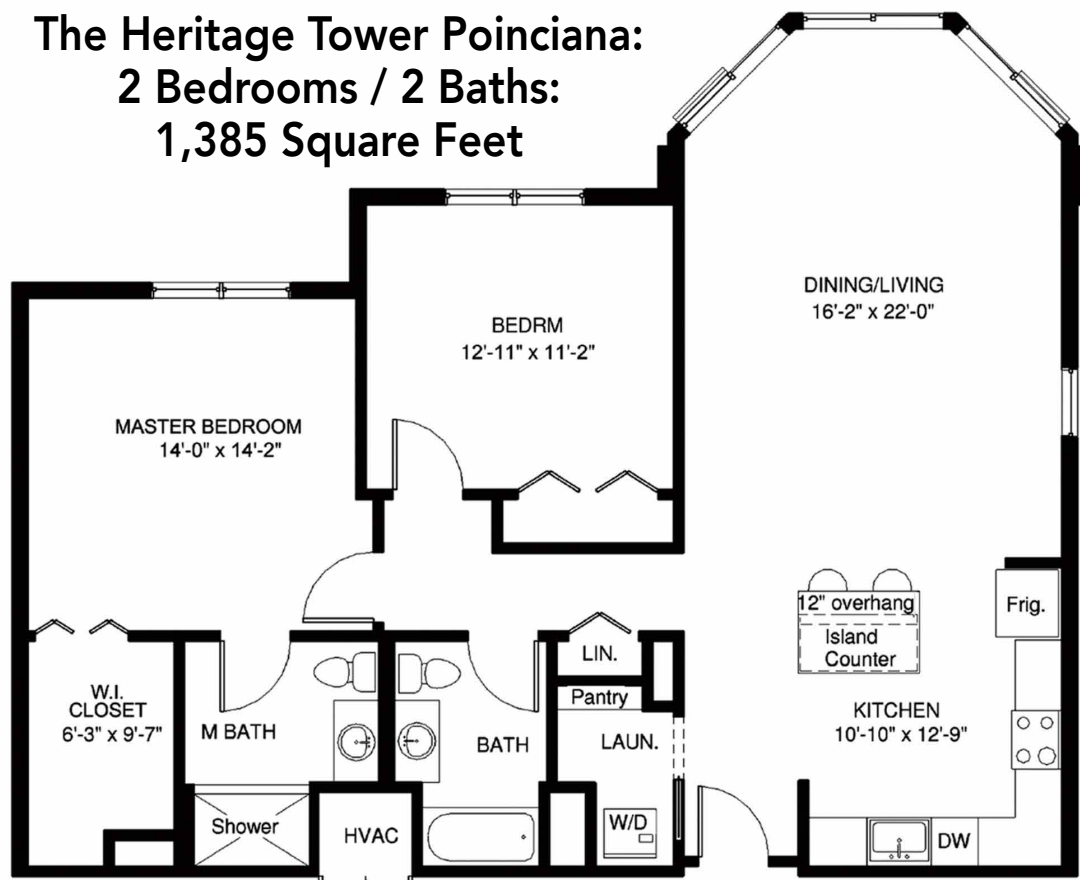 The Heritage Tower Poinciana:
2 Bedrooms / 2 Baths:
1,385 Square Feet
DINING/LIVING
16'-2" x 22'-0"
BEDRM
12'-11" x 11'-2"
MASTER BEDROOM
14'-0" x 14'-2"
12" overhang
Island
Counter
Frig.
LIN.
Pantry
W.I.
CLOSET
6'-3" x 9'-7"
M BATH
BATH
LAUN.
KITCHEN
10'-10" x 12'-9"
Shower
HVAC
W/D
DW